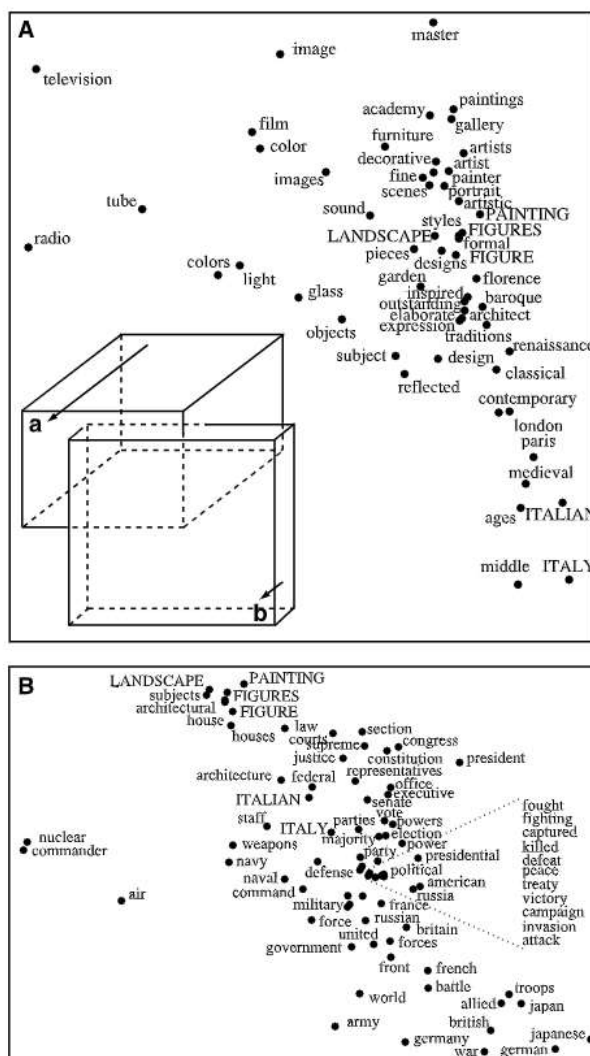 A
master
image
television
paintings
academy
gallery
film
furniture
color
artists
decorative
artist
images
fine
painter
scenes
portrait
artistic
tube
sound
PAINTING
styles
FIGURES
LANDSCAPE
formal
radio
pieces
designs
FIGURE
colors
light
garden
florence
glass
inspired
outstanding
baroque
elaborate
architect
objects
expression
traditions
renaissance
subject
design
classical
reflected
contemporary
a
london
paris
medieval
ages
ITALIAN
middle
ITALY
b
B
LANDSCAPE
PAINTING
subjects
FIGURES
architectural
FIGURE
house
houses
law
section
courts
supreme
congress
justice
constitution
president
representatives
architecture
federal
office
executive
ITALIAN
senate
vote
fought
staff
parties
powers
fighting
ITALY
election
captured
nuclear
majority
power
killed
commander
weapons
party
presidential
defeat
navy
defense
political
peace
naval
american
treaty
command
russia
victory
air
military
france
campaign
force
russian
britain
invasion
united
forces
attack
government
front
french
battle
world
troops
allied
japan
army
british
germany
japanese
war
german